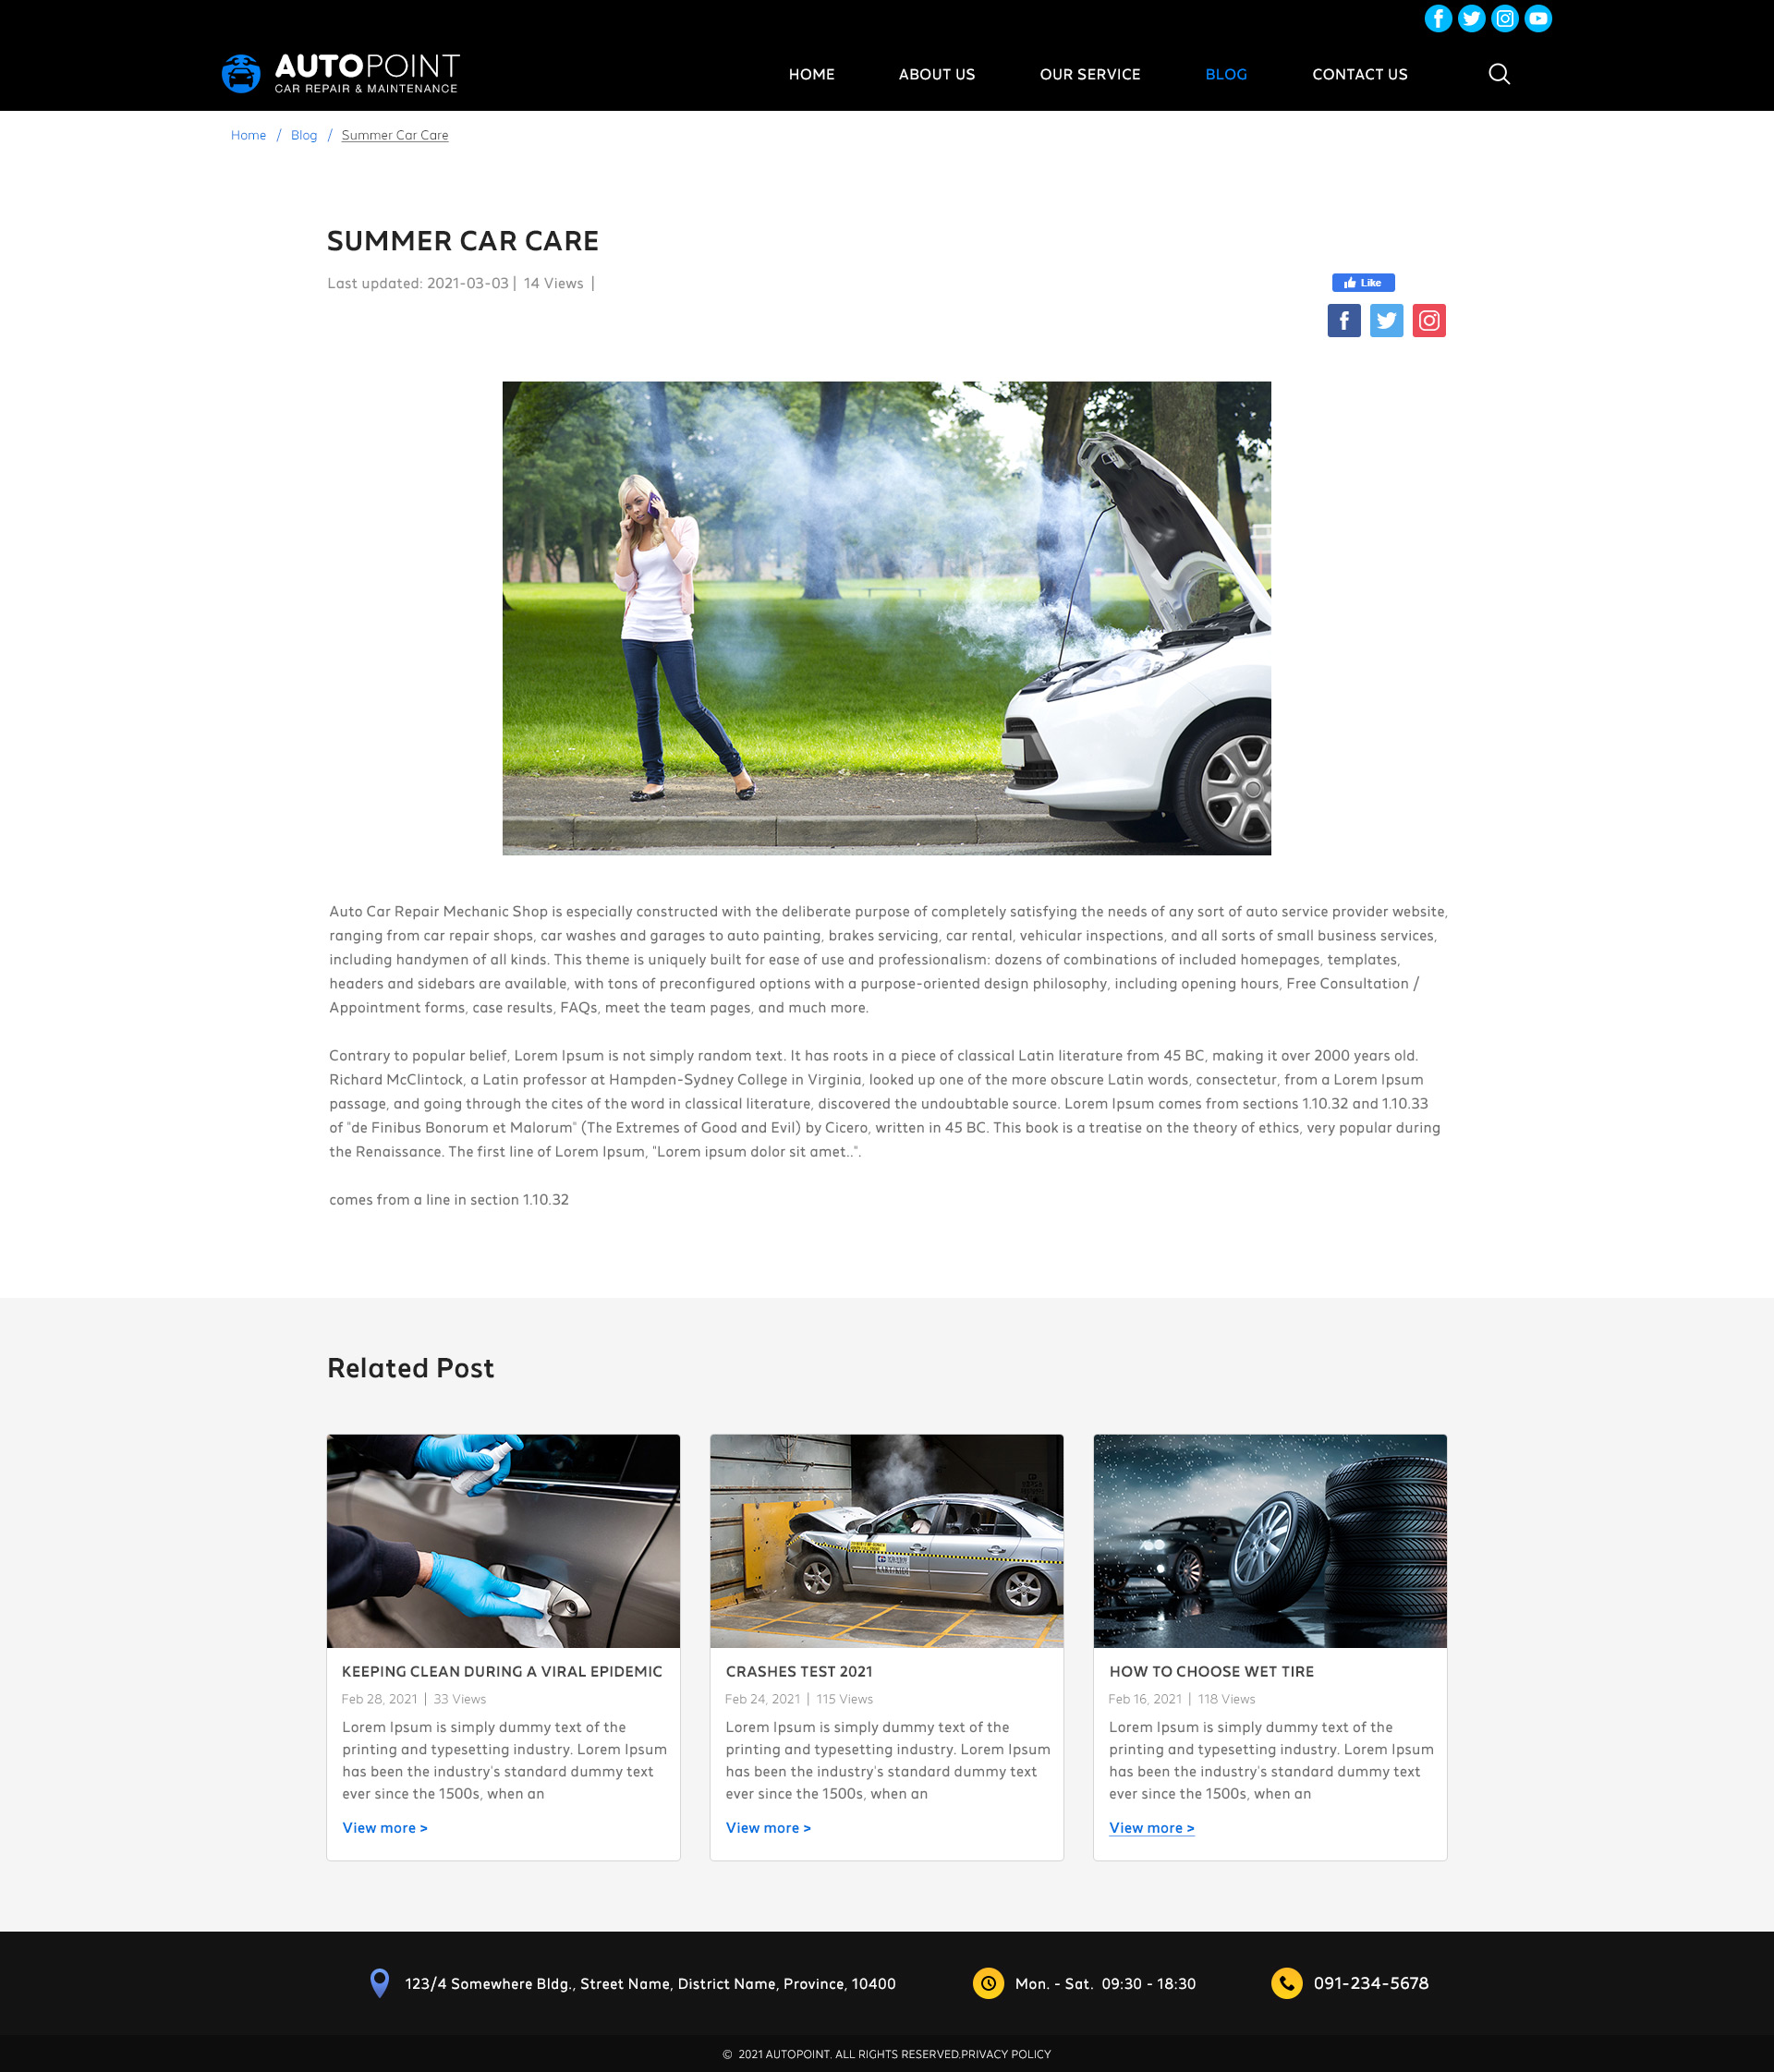 AUTOPOINT
CAR REPAIR & MAINTENANCE
HOME
ABOUT US
OUR SERVICE
BLOG
CONTACT US
Home / Blog / Summer Car Care
SUMMER CAR CARE
Last updated: 2021-03-03 | 14 Views |
Like
Auto Car Repair Mechanic Shop is especially constructed with the deliberate purpose of completely satisfying the needs of any sort of auto service provider website,
ranging from car repair shops, car washes and garages to auto painting, brakes servicing, car rental, vehicular inspections, and all sorts of small business services,
including handymen of all kinds. This theme is uniquely built for ease of use and professionalism: dozens of combinations of included homepages, templates,
headers and sidebars are available, with tons of preconfigured options with a purpose-oriented design philosophy, including opening hours, Free Consultation /
Appointment forms, case results, FAQs, meet the team pages, and much more.
Contrary to popular belief, Lorem Ipsum is not simply random text. It has roots in a piece of classical Latin literature from 45 BC, making it over 2000 years old.
Richard McClintock, a Latin professor at Hampden-Sydney College in Virginia, looked up one of the more obscure Latin words, consectetur, from a Lorem Ipsum
passage, and going through the cites of the word in classical literature, discovered the undoubtable source. Lorem Ipsum comes from sections 1.10.32 and 1.10.33
of "de Finibus Bonorum et Malorum" (The Extremes of Good and Evil) by Cicero, written in 45 BC. This book is a treatise on the theory of ethics, very popular during
the Renaissance. The first line of Lorem Ipsum, "Lorem ipsum dolor sit amet..".
comes from a line in section 1.10.32
Related Post
KEEPING CLEAN DURING A VIRAL EPIDEMIC
Feb 28, 2021 | 33 Views
Lorem Ipsum is simply dummy text of the
printing and typesetting industry. Lorem Ipsum
has been the industry's standard dummy text
ever since the 1500s, when an
View more >
CRASHES TEST 2021
Feb 24, 2021 | 115 Views
Lorem Ipsum is simply dummy text of the
printing and typesetting industry. Lorem Ipsum
has been the industry's standard dummy text
ever since the 1500s, when an
View more >
HOW TO CHOOSE WET TIRE
Feb 16, 2021 | 118 Views
Lorem Ipsum is simply dummy text of the
printing and typesetting industry. Lorem Ipsum
has been the industry's standard dummy text
ever since the 1500s, when an
View more >
123/4 Somewhere Bldg., Street Name, District Name, Province, 10400
Mon. - Sat. 09:30 - 18:30
091-234-5678
© 2021 AUTOPOINT. ALL RIGHTS RESERVED.PRIVACY POLICY